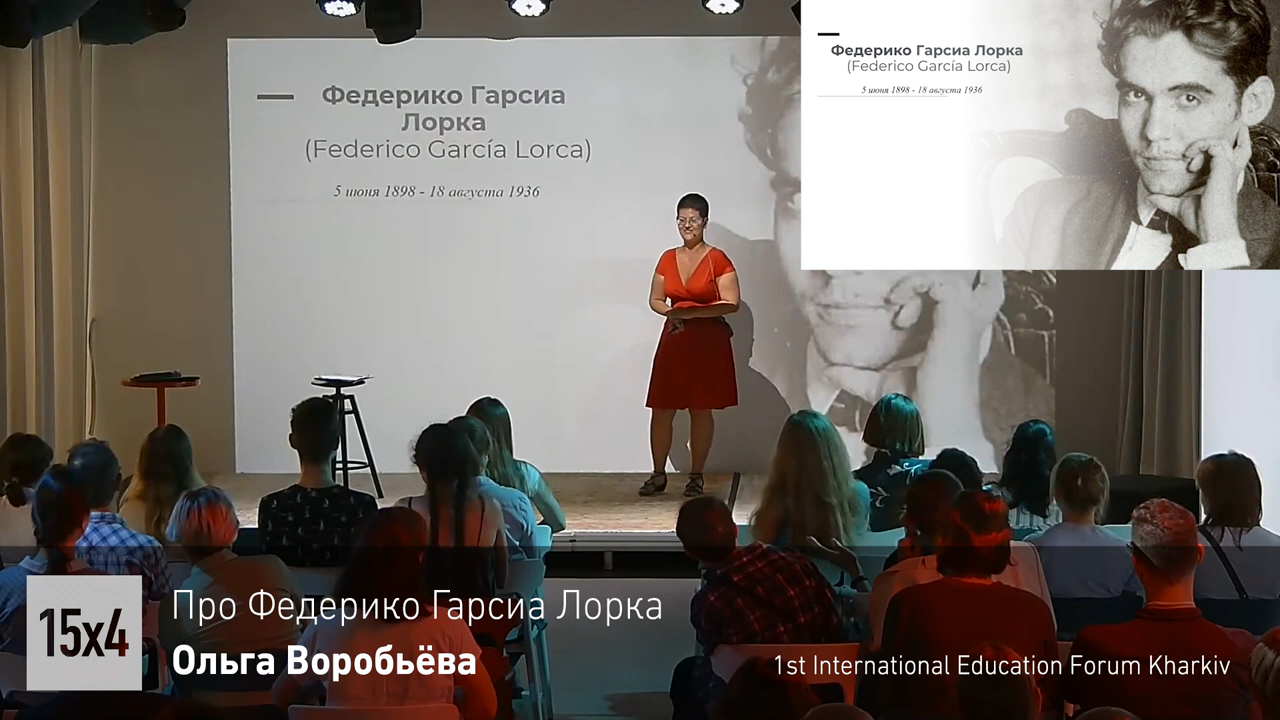 Федерико Гарсиа
Лорка
(Federico García Lorca)
5 июня 1898 - 18 августа 1936
Федерико Гарсиа Лорка
(Federico García Lorca)
5 июня 1898 - 18 августа 1936
15x4
Про Федерико Гарсиа Лорка
Ольга Воробьёва
1st International Education Forum Kharkiv